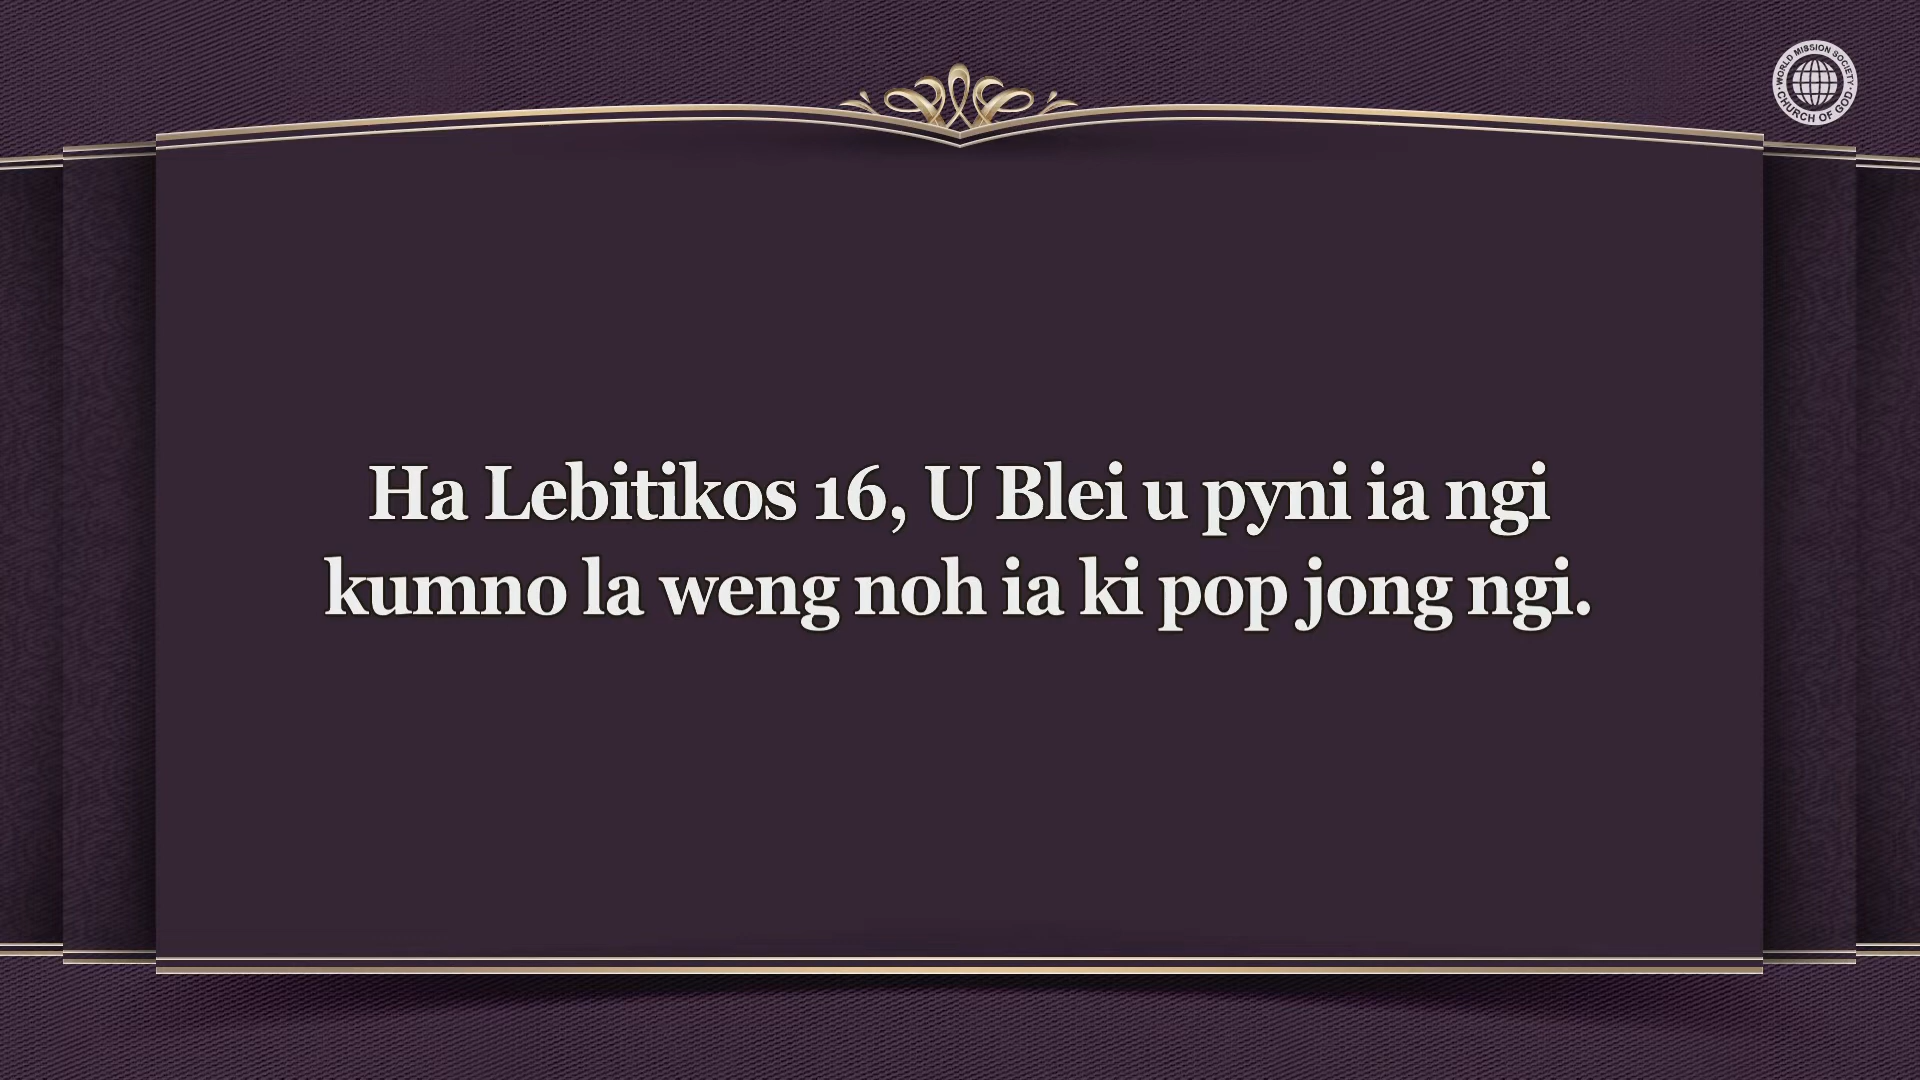 WORLD MISSION SOCIETY
CHURCH OF GOD
Ha Lebitikos 16, U Blei u pyni ia ngi
kumno la weng noh ia ki pop jong ngi.